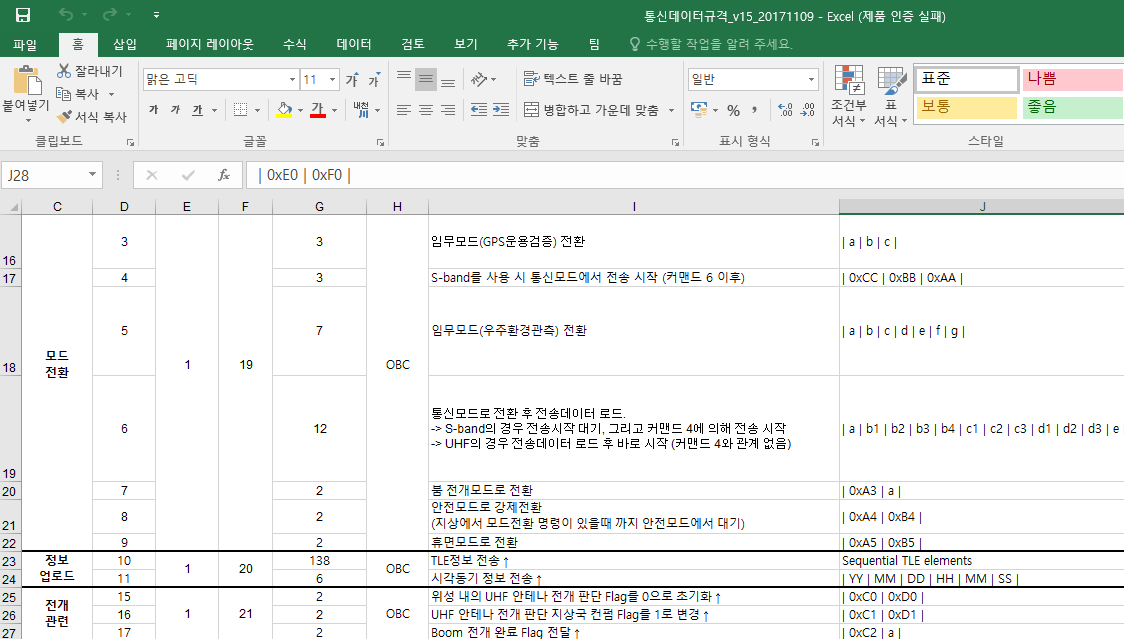 통신데이터규격_v15_20171109 - Excel (제품 인증 실패)
파일 홈 삽입 페이지 레이아웃 수식 데이터 검토 보기 추가 기능 팀 수행할 작업을 알려 주세요.
붙여넣기
잘라내기
복사
서식 복사
클립보드
맑은 고딕 11 가 가
가 가 가 가 내천
글꼴
텍스트 줄 바꿈
병합하고 가운데 맞춤
맞춤
일반
%
표시 형식
조건부 서식
표 서식
표준 나쁨
보통 좋음
스타일
J28 fx | 0xE0 | 0xF0 |
C D E F G H I J
16 3 3 임무모드(GPS운용검증) 전환 | a | b | c |
17 4 3 S-band를 사용 시 통신모드에서 전송 시작 (커맨드 6 이후) | 0xCC | 0xBB | 0xAA |
18 5 7 임무모드(우주환경관측) 전환 | a | b | c | d | e | f | g |
모드
전환
1 19 OBC
19 6 12 통신모드로 전환 후 전송데이터 로드.
-> S-band의 경우 전송시작 대기, 그리고 커맨드 4에 의해 전송 시작
-> UHF의 경우 전송데이터 로드 후 바로 시작 (커맨드 4와 관계 없음)
| a | b1 | b2 | b3 | b4 | c1 | c2 | c3 | d1 | d2 | d3 | e
20 7 2 붐 전개모드로 전환 | 0xA3 | a |
21 8 2 안전모드로 강제전환
(지상에서 모드전환 명령이 있을때 까지 안전모드에서 대기)
| 0xA4 | 0xB4 |
22 9 2 휴면모드로 전환 | 0xA5 | 0xB5 |
정보
업로드
1 20 OBC
23 10 138 TLE정보 전송 ↑ Sequential TLE elements
24 11 6 시각동기 정보 전송 ↑ | YY | MM | DD | HH | MM | SS |
전개
관련
1 21 OBC
25 15 2 위성 내의 UHF 안테나 전개 판단 Flag를 0으로 초기화 ↑ | 0xC0 | 0xD0 |
26 16 2 UHF 안테나 전개 판단 지상국 컨펌 Flag를 1로 변경 ↑ | 0xC1 | 0xD1 |
27 17 2 Boom 전개 완료 Flag 전달 ↑ | 0xC2 | a |